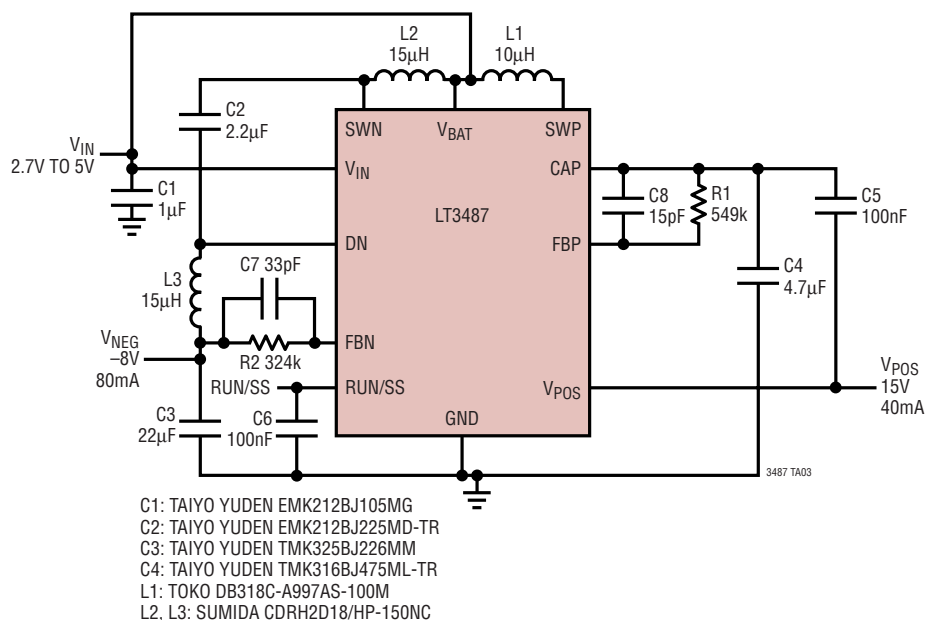 L2
15µH
L1
10µH
C2
2.2µF
SWN
VBAT
SWP
VIN
2.7V TO 5V
VIN
CAP
C1
1µF
C8
15pF
R1
549k
C5
100nF
LT3487
DN
FBP
L3
15µH
C7 33pF
C4
4.7µF
VNEG
–8V
80mA
R2 324k
FBN
RUN/SS
RUN/SS
VPOS
VPOS
15V
40mA
C3
22µF
C6
100nF
GND
3487 TA03
C1: TAIYO YUDEN EMK212BJ105MG
C2: TAIYO YUDEN EMK212BJ225MD-TR
C3: TAIYO YUDEN TMK325BJ226MM
C4: TAIYO YUDEN TMK316BJ475ML-TR
L1: TOKO DB318C-A997AS-100M
L2, L3: SUMIDA CDRH2D18/HP-150NC